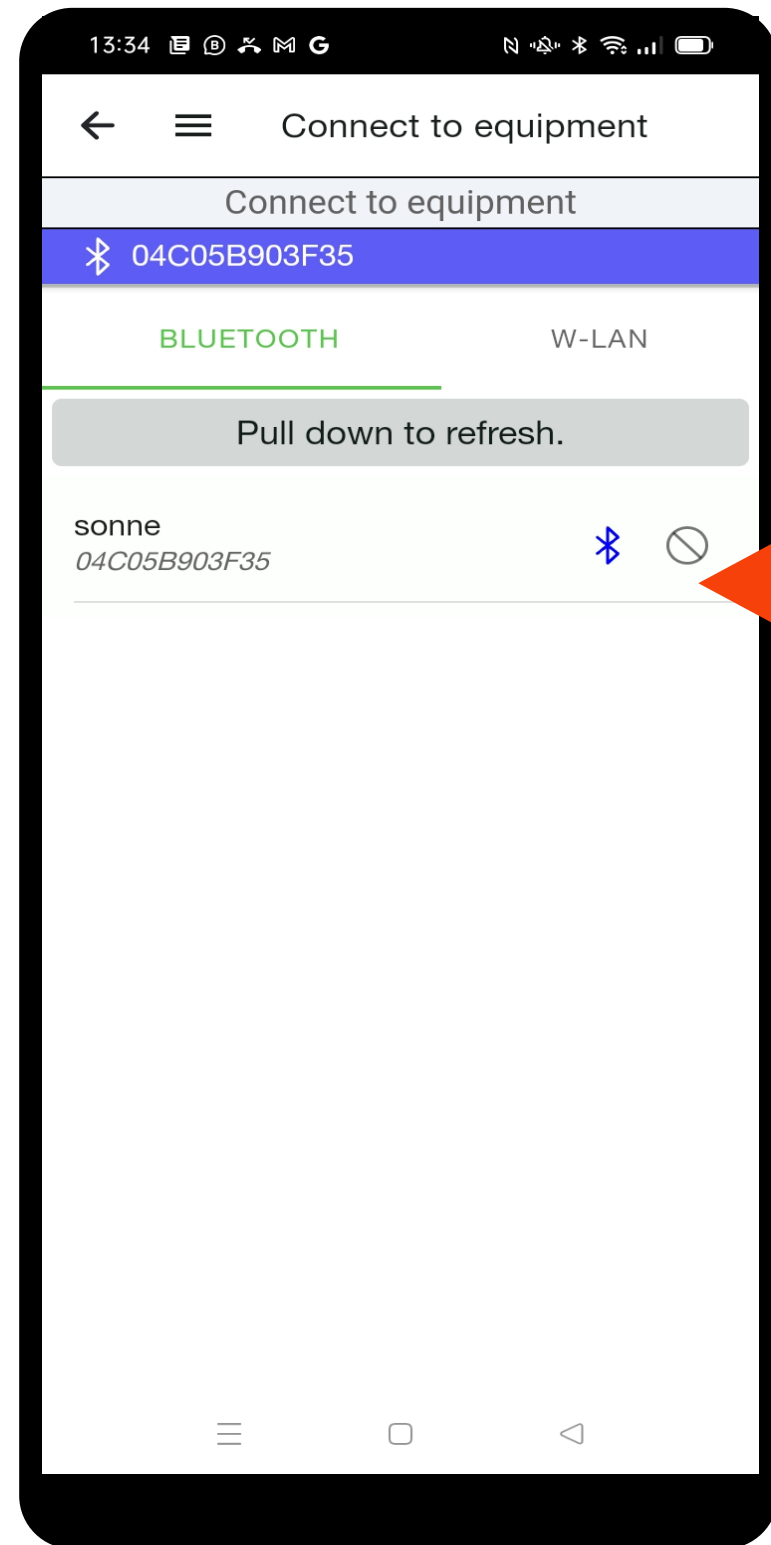 13:34
Connect to equipment
Connect to equipment
04C05B903F35
BLUETOOTH
W-LAN
Pull down to refresh.
sonne
04C05B903F35